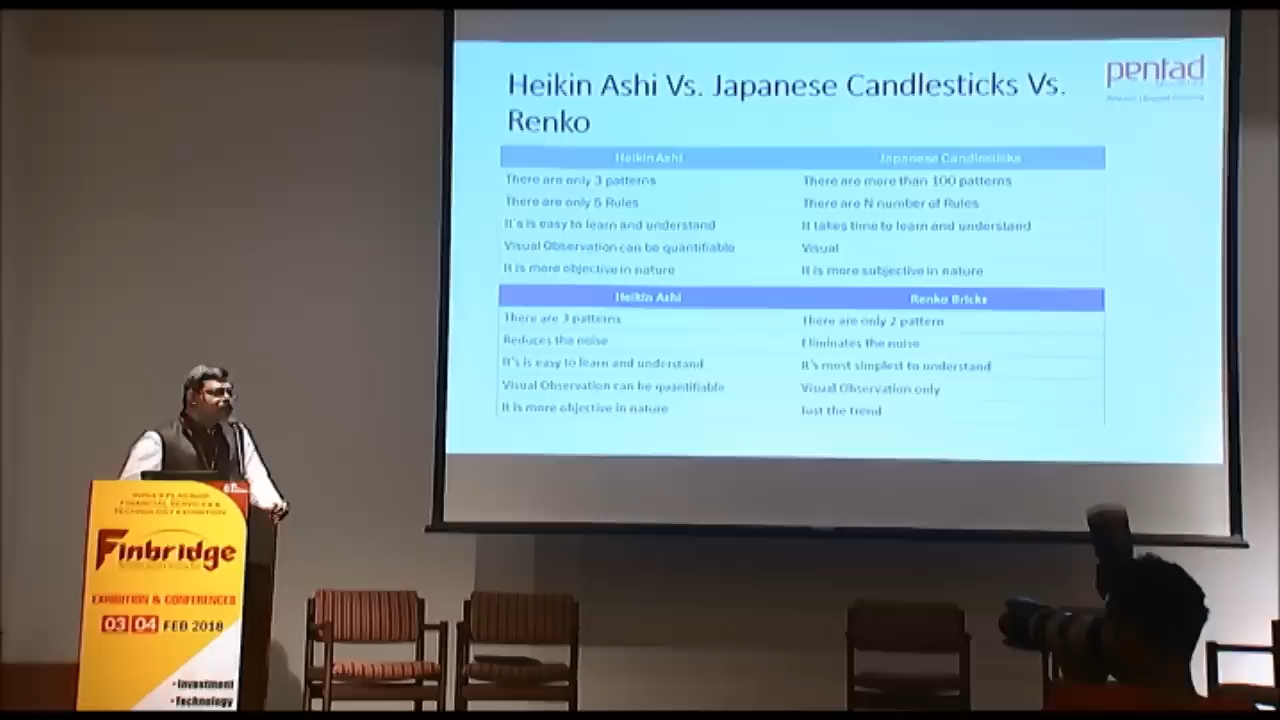 Heikin Ashi Vs. Japanese Candlesticks Vs.
Renko
pentad
Heikin Ashi Japanese Candlesticks
There are only 3 patterns There are more than 100 patterns
There are only 5 Rules There are N number of Rules
It's is easy to learn and understand It takes time to learn and understand
Visual Observation can be quantifiable Visual
It is more objective in nature It is more subjective in nature
Heikin Ashi Renko Bricks
There are 3 patterns There are only 2 pattern
Reduces the noise Eliminates the noise
It's is easy to learn and understand It's most simplest to understand
Visual Observation can be quantifiable Visual Observation only
It is more objective in nature Just the trend
INDIA'S FLAGSHIP
FINANCIAL SERVICES &
TECHNOLOGY EXHIBITION
Finbridge
EXHIBITION & CONFERENCES
03 04 FEB 2018
• Investment
• Technology